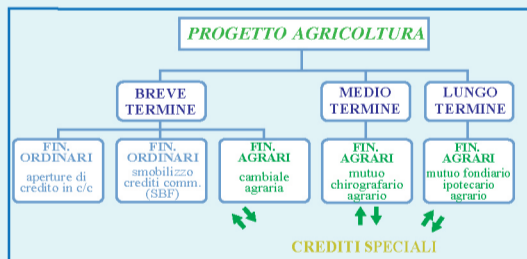 PROGETTO AGRICOLTURA
BREVE
TERMINE
MEDIO
TERMINE
LUNGO
TERMINE
FIN.
ORDINARI
aperture di
credito in c/c
FIN.
ORDINARI
smobilizzo
crediti comm.
(SBF)
FIN.
AGRARI
cambiale
agraria
FIN.
AGRARI
mutuo
chirografario
agrario
FIN.
AGRARI
mutuo fondiario
ipotecario
agrario
CREDITI SPECIALI